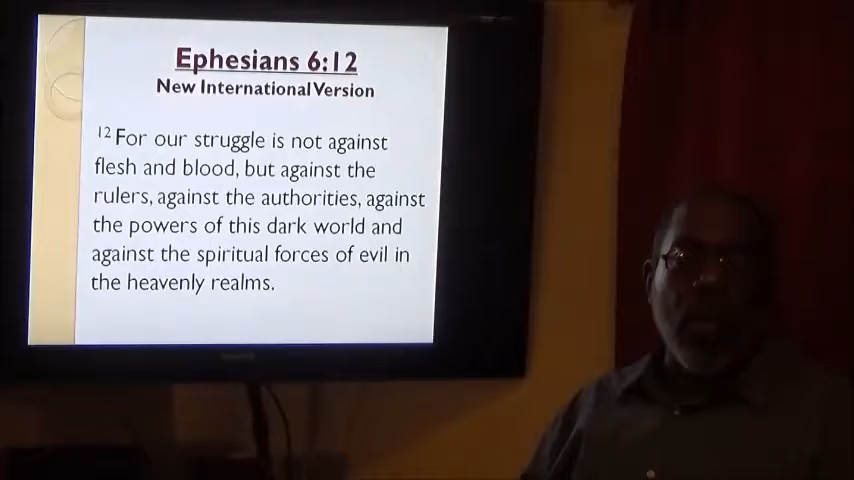 Ephesians 6:12
New International Version
12 For our struggle is not against
flesh and blood, but against the
rulers, against the authorities, against
the powers of this dark world and
against the spiritual forces of evil in
the heavenly realms.